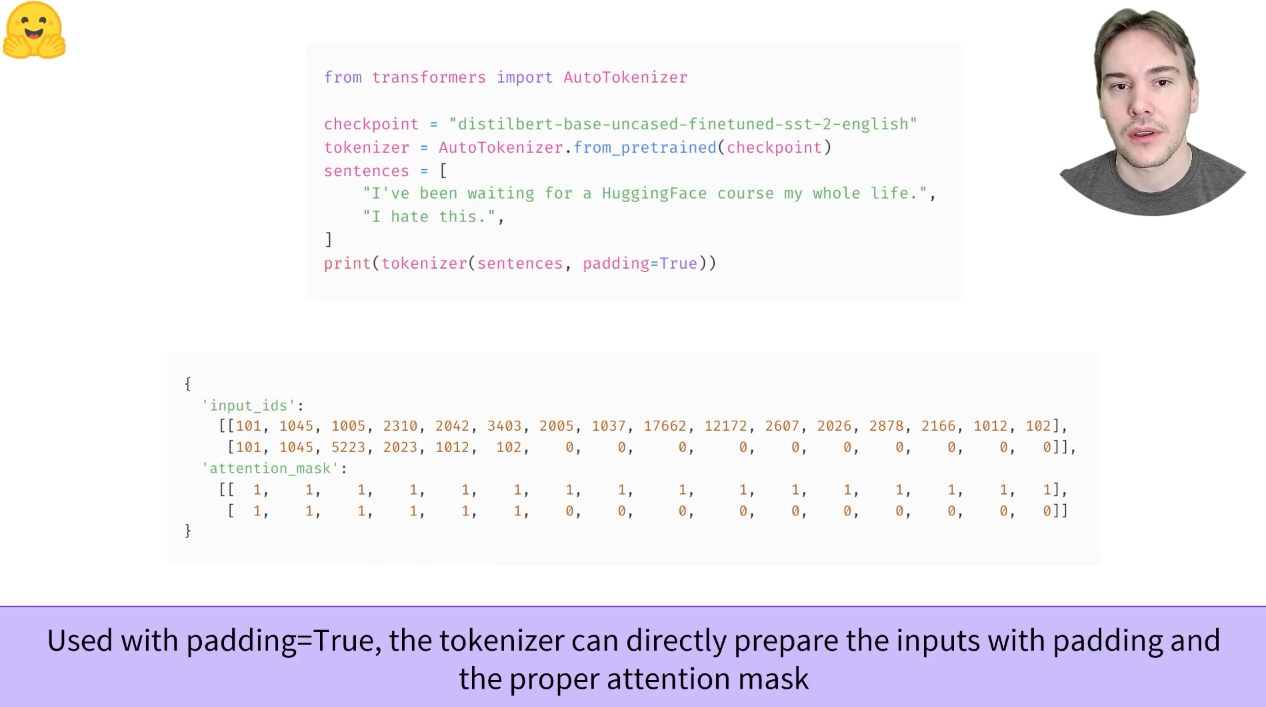 from transformers import AutoTokenizer
checkpoint = "distilbert-base-uncased-finetuned-sst-2-english"
tokenizer = AutoTokenizer.from_pretrained(checkpoint)
sentences = [
    "I've been waiting for a HuggingFace course my whole life.",
    "I hate this.",
]
print(tokenizer(sentences, padding=True))
{
  'input_ids':
    [[101, 1045, 1005, 2310, 2042, 3403, 2005, 1037, 17662, 12172, 2607, 2026, 2878, 2166, 1012, 102],
     [101, 1045, 5223, 2023, 1012, 102, 0, 0, 0, 0, 0, 0, 0, 0, 0, 0]],
  'attention_mask':
    [[ 1, 1, 1, 1, 1, 1, 1, 1, 1, 1, 1, 1, 1, 1, 1, 1],
     [ 1, 1, 1, 1, 1, 1, 0, 0, 0, 0, 0, 0, 0, 0, 0, 0]]
}
Used with padding=True, the tokenizer can directly prepare the inputs with padding and
the proper attention mask